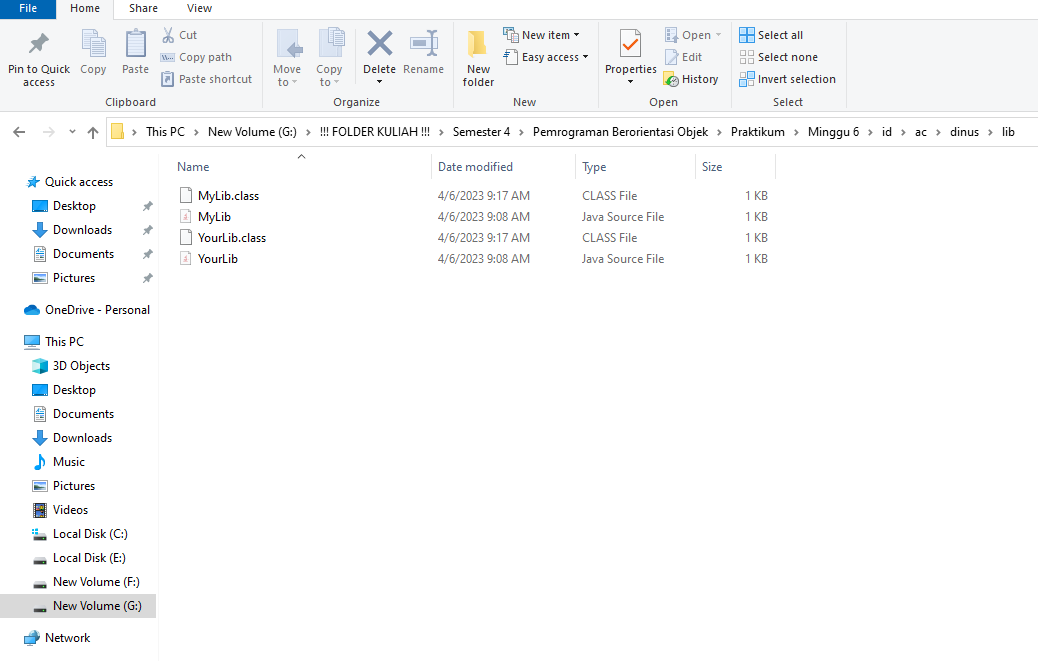 File Home Share View
Pin to Quick access
Copy
Paste
Cut
Copy path
Paste shortcut
Clipboard
Move to
Copy to
Delete
Rename
Organize
New folder
New item
Easy access
New
Properties
Open
Edit
History
Open
Select all
Select none
Invert selection
Select
This PC > New Volume (G:) > !!! FOLDER KULIAH !!! > Semester 4 > Pemrograman Berorientasi Objek > Praktikum > Minggu 6 > id > ac > dinus > lib
Quick access
Desktop
Downloads
Documents
Pictures
OneDrive - Personal
This PC
3D Objects
Desktop
Documents
Downloads
Music
Pictures
Videos
Local Disk (C:)
Local Disk (E:)
New Volume (F:)
New Volume (G:)
Network
Name Date modified Type Size
MyLib.class 4/6/2023 9:17 AM CLASS File 1 KB
MyLib 4/6/2023 9:08 AM Java Source File 1 KB
YourLib.class 4/6/2023 9:17 AM CLASS File 1 KB
YourLib 4/6/2023 9:08 AM Java Source File 1 KB